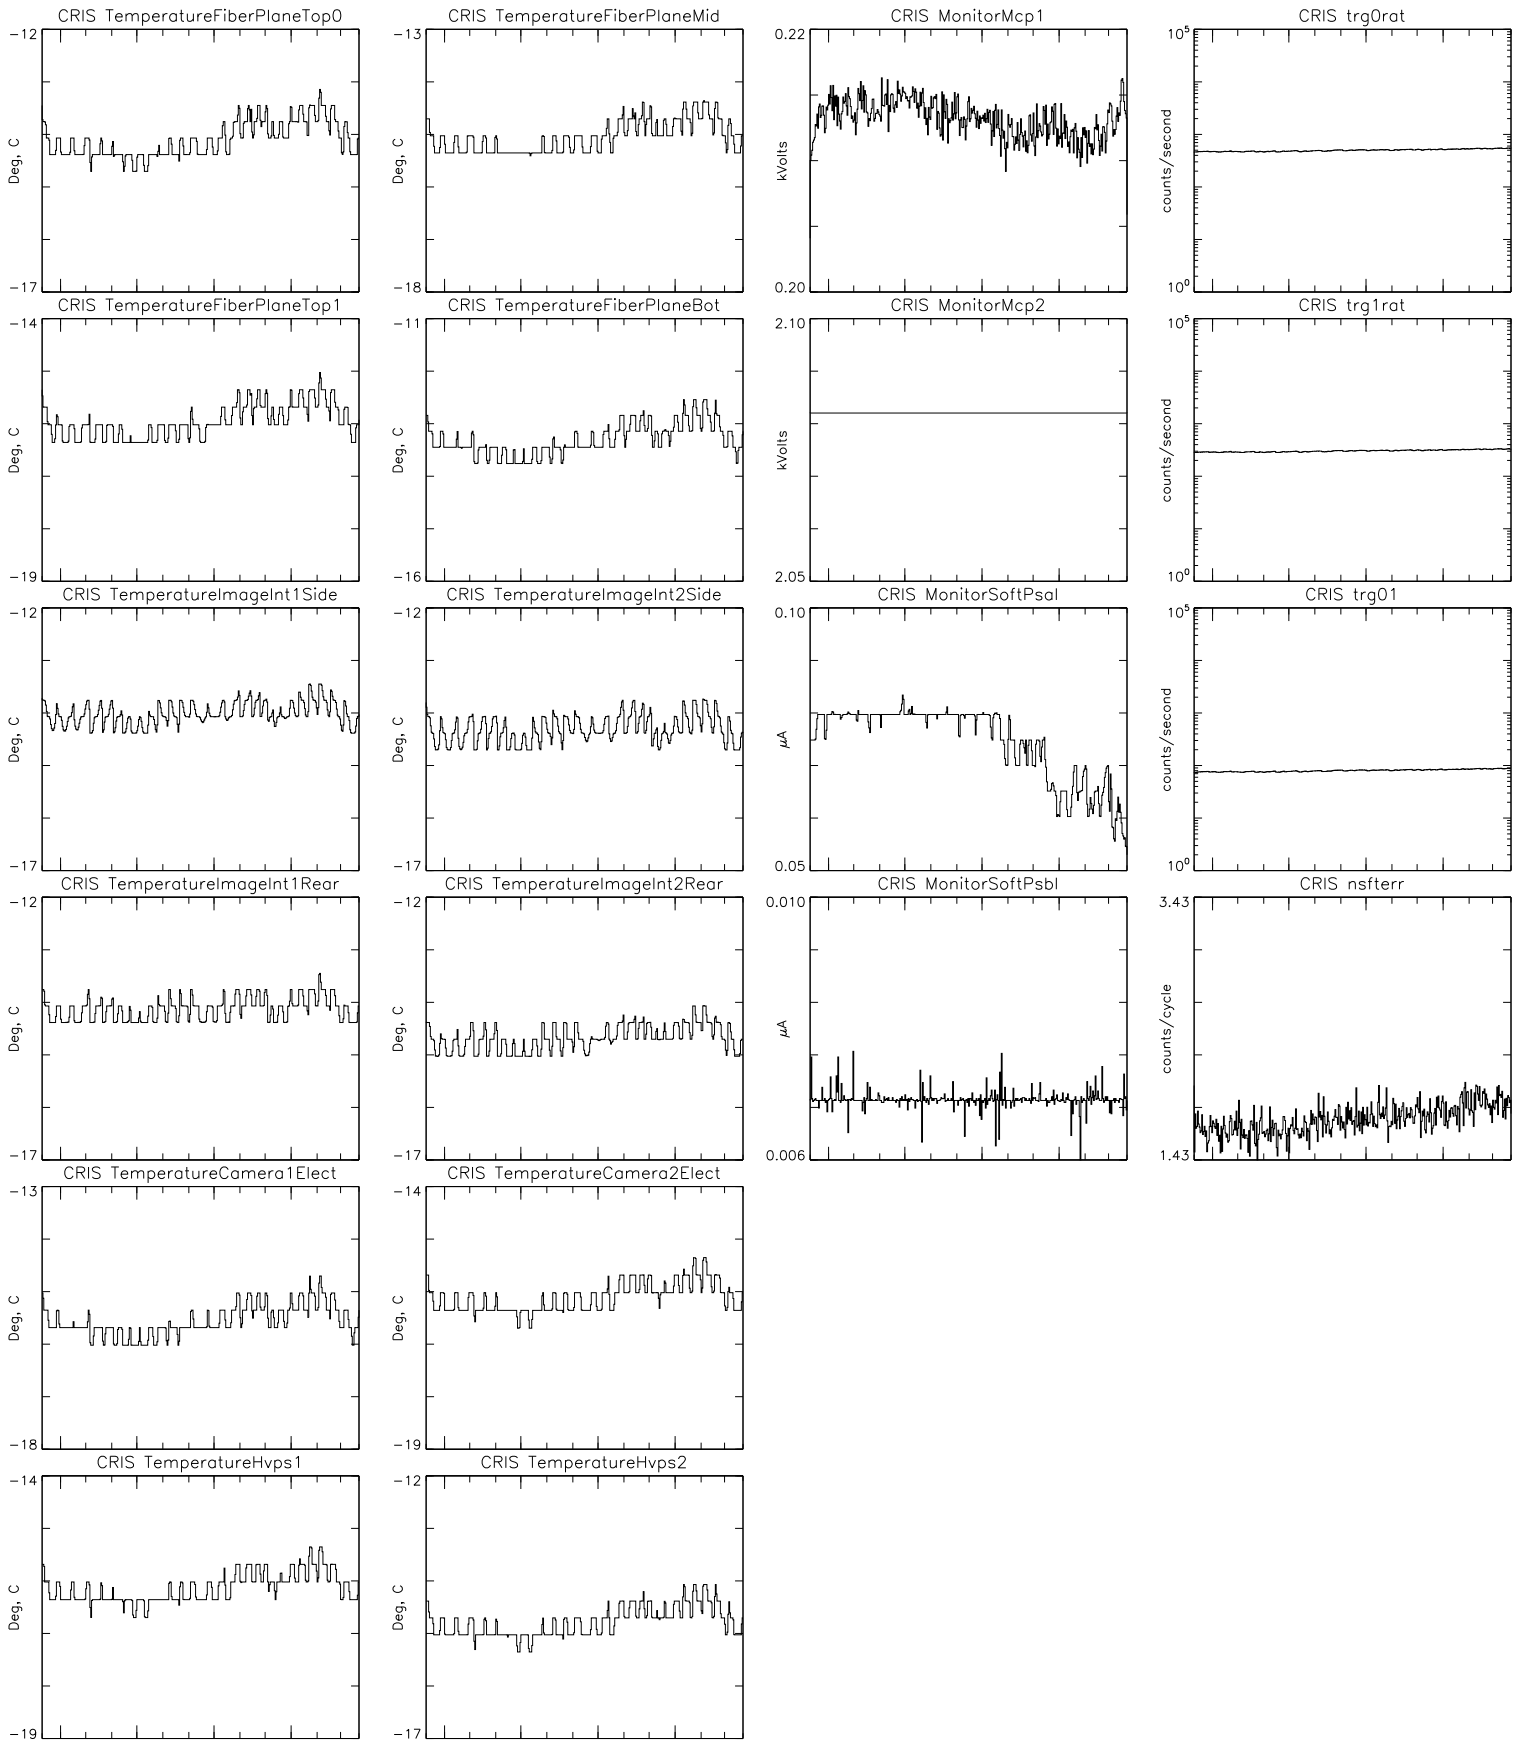 CRIS TemperatureFiberPlaneTop0
-12
Deg, C
-17
CRIS TemperatureFiberPlaneMid
-13
Deg, C
-18
CRIS MonitorMcp1
0.22
kVolts
0.20
CRIS trg0rat
10^5
counts/second
10^0
CRIS TemperatureFiberPlaneTop1
-14
Deg, C
-19
CRIS TemperatureFiberPlaneBot
-11
Deg, C
-16
CRIS MonitorMcp2
2.10
kVolts
2.05
CRIS trg1rat
10^5
counts/second
10^0
CRIS TemperatureImageInt1Side
-12
Deg, C
-17
CRIS TemperatureImageInt2Side
-12
Deg, C
-17
CRIS MonitorSoftPsaI
0.10
μA
0.05
CRIS trg01
10^5
counts/second
10^0
CRIS TemperatureImageInt1Rear
-12
Deg, C
-17
CRIS TemperatureImageInt2Rear
-12
Deg, C
-17
CRIS MonitorSoftPsbI
0.010
μA
0.006
CRIS nsfterr
3.43
counts/cycle
1.43
CRIS TemperatureCamera1Elect
-13
Deg, C
-18
CRIS TemperatureCamera2Elect
-14
Deg, C
-19
CRIS TemperatureHvps1
-14
Deg, C
-19
CRIS TemperatureHvps2
-12
Deg, C
-17